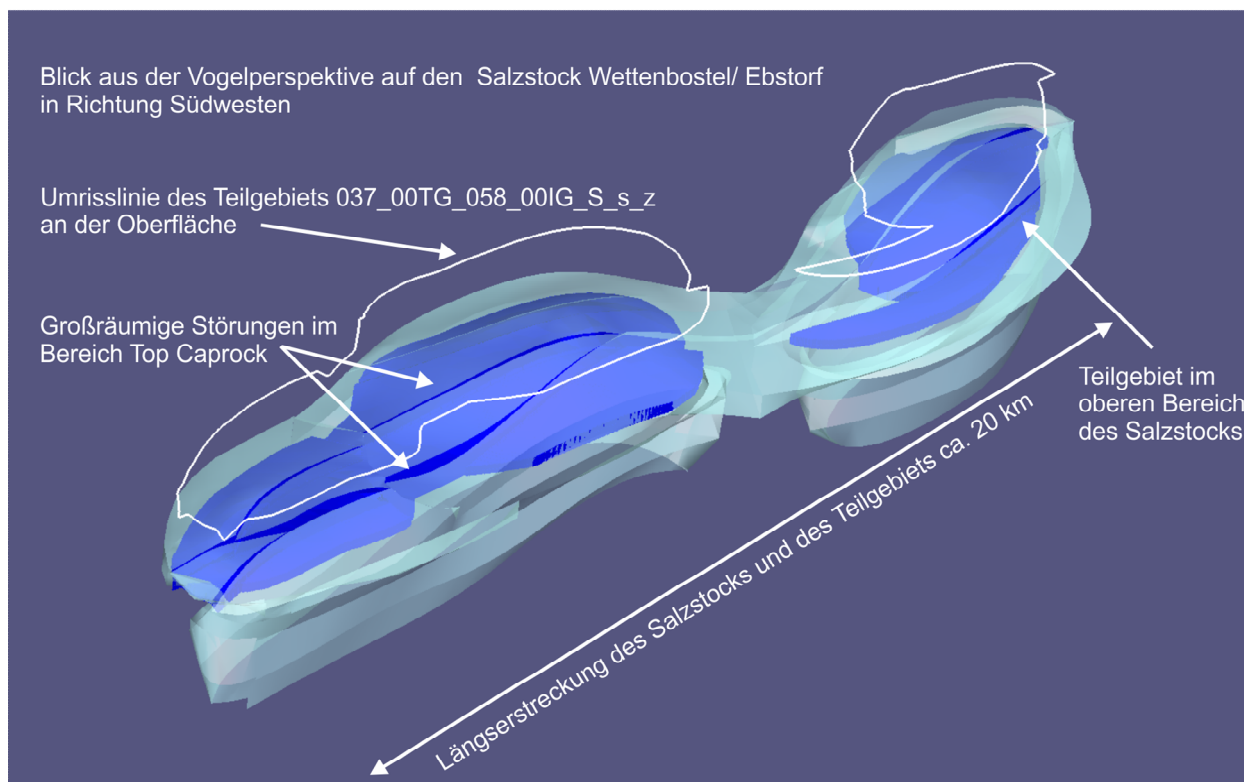 Blick aus der Vogelperspektive auf den Salzstock Wettenbostel/ Ebstorf
in Richtung Südwesten
Umrisslinie des Teilgebiets 037_00TG_058_00IG_S_s_z
an der Oberfläche
Großräumige Störungen im
Bereich Top Caprock
Teilgebiet im
oberen Bereich
des Salzstocks
Längserstreckung des Salzstocks und des Teilgebiets ca. 20 km